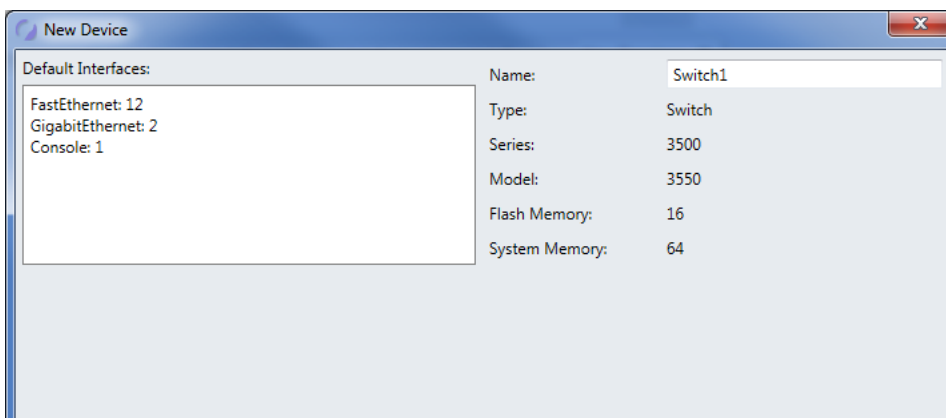 New Device
Default Interfaces:
FastEthernet: 12
GigabitEthernet: 2
Console: 1
Name: Switch1
Type: Switch
Series: 3500
Model: 3550
Flash Memory: 16
System Memory: 64